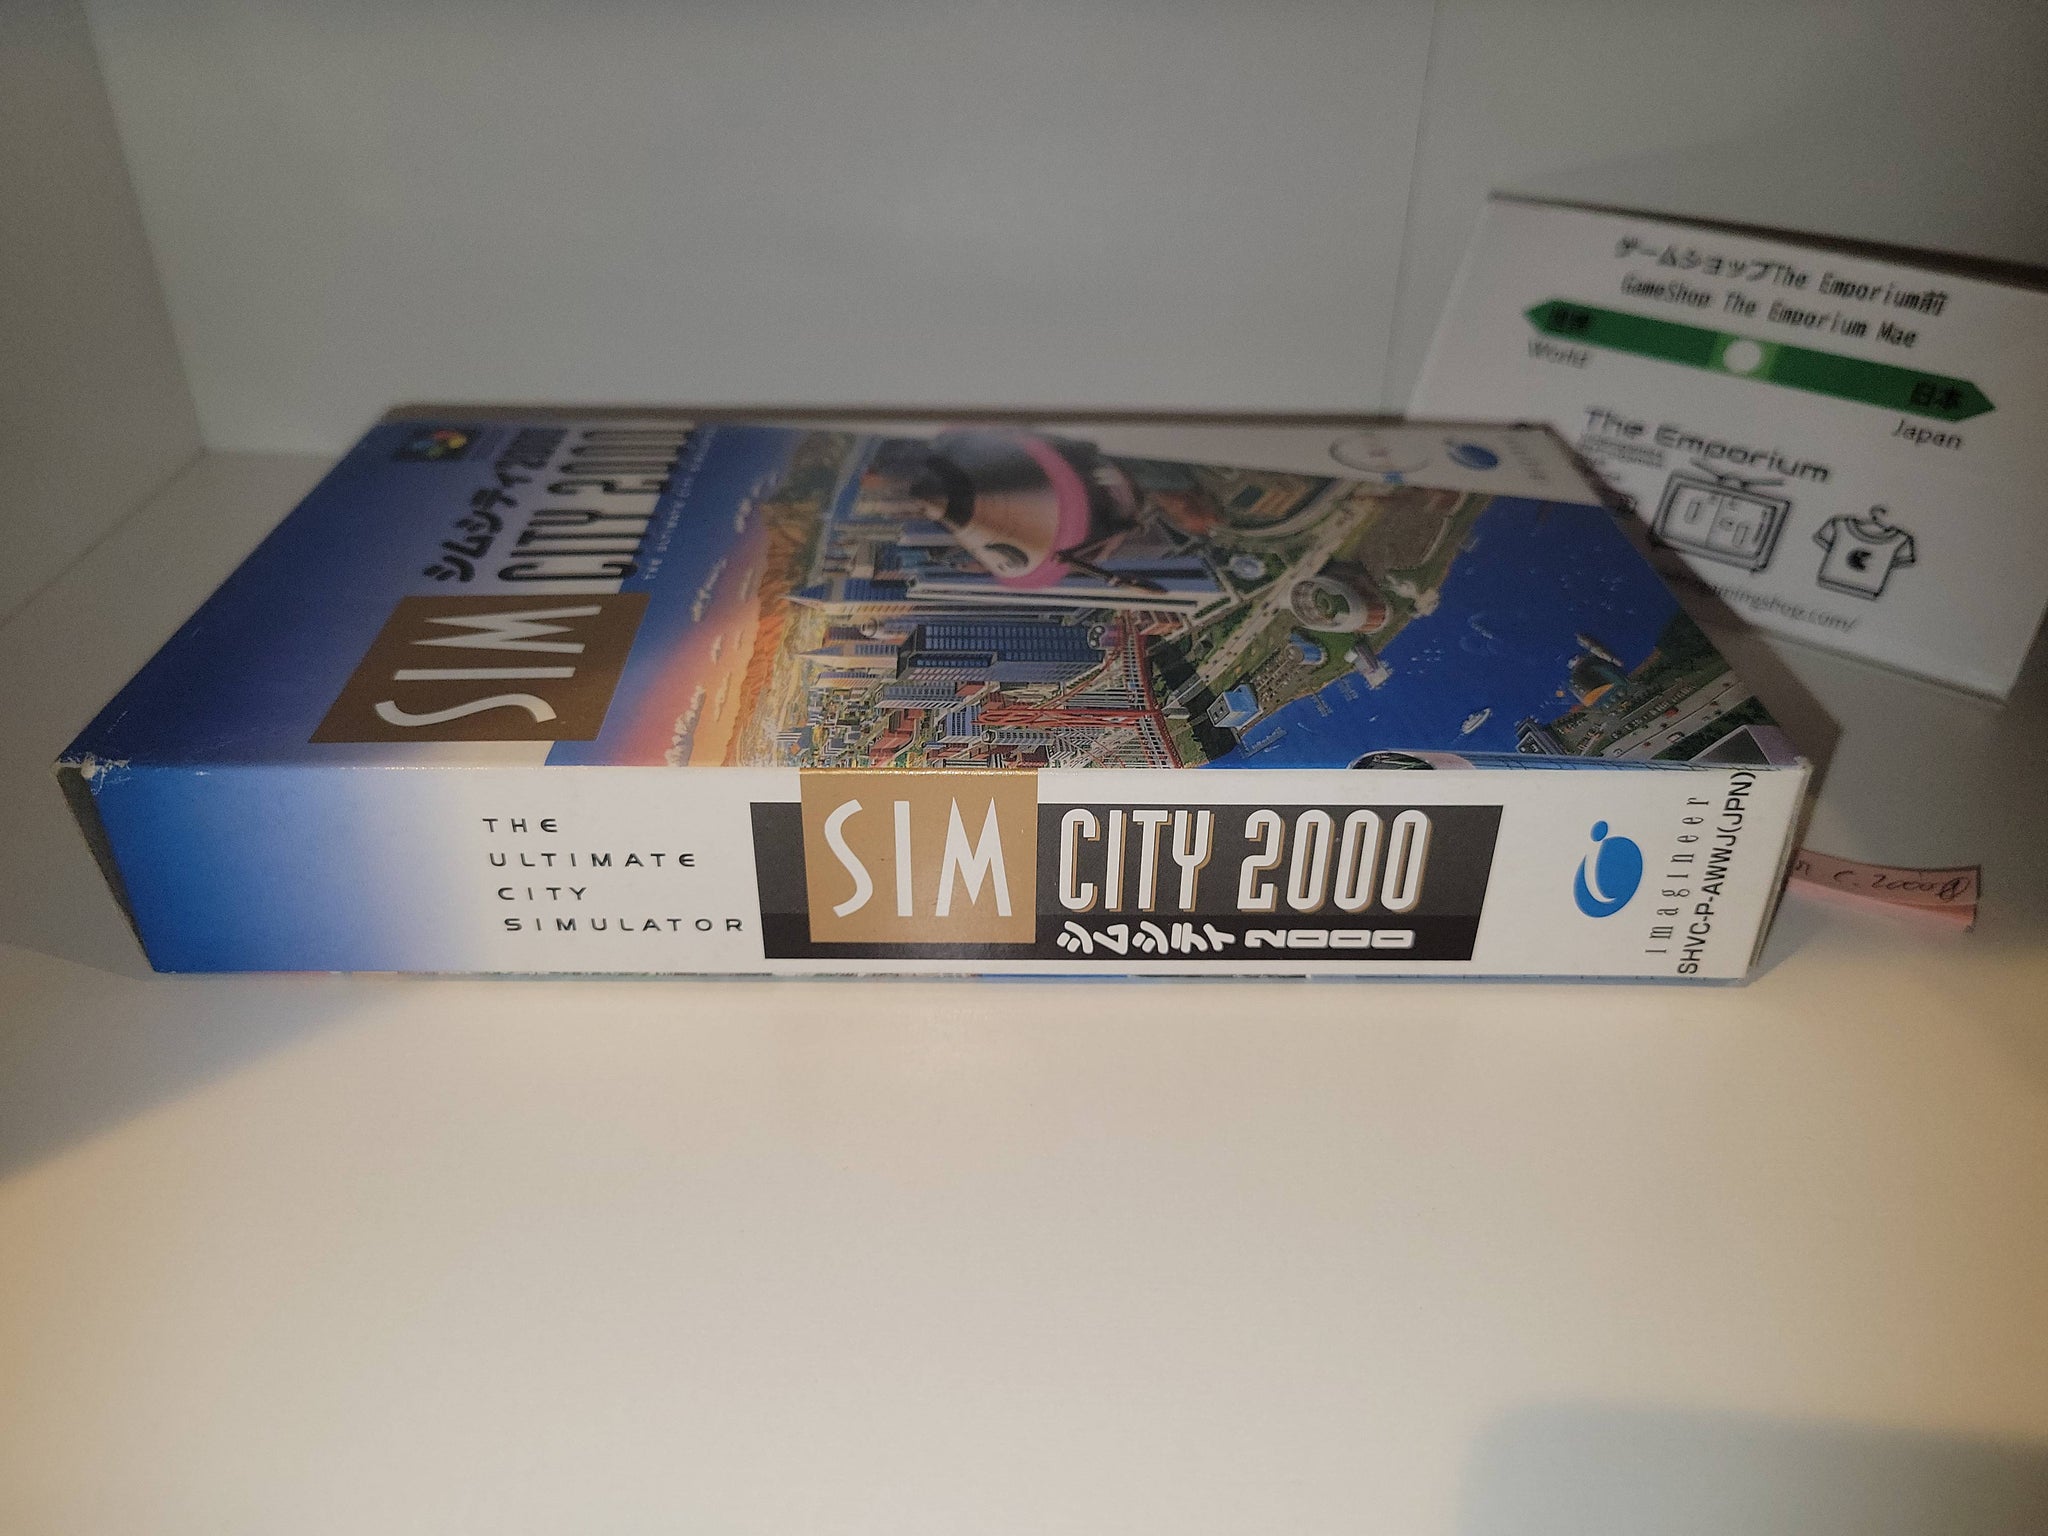 ゲームショップThe Emporium前
GameShop The Emporium Mae
World
日本
Japan
The Emporium
シムシティ2000
SIM CITY 2000
THE ULTIMATE CITY SIMULATOR
THE
ULTIMATE
CITY
SIMULATOR
SIM CITY 2000
シムシティ2000
imagineer
SHVC-P-AWWJ(JPN)